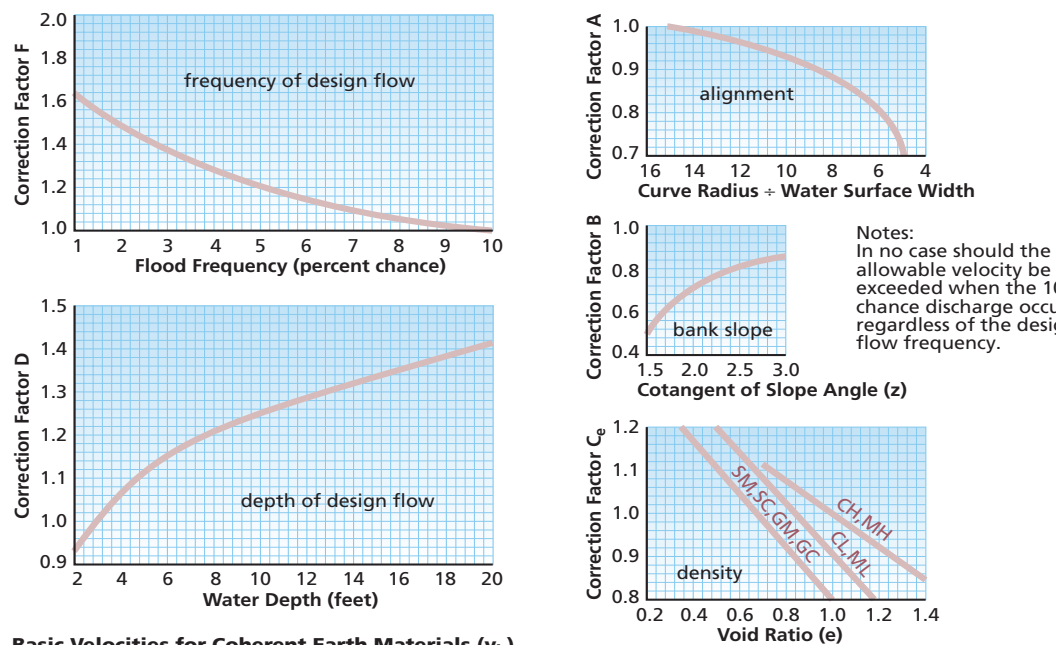 Correction Factor F
2.0
1.8
1.6
1.4
1.2
1.0
frequency of design flow
1 2 3 4 5 6 7 8 9 10
Flood Frequency (percent chance)
Correction Factor D
1.5
1.4
1.3
1.2
1.1
1.0
0.9
depth of design flow
2 4 6 8 10 12 14 16 18 20
Water Depth (feet)
Basic Velocities for Coherent Earth Materials (v
Correction Factor A
1.0
0.9
0.8
0.7
alignment
16 14 12 10 8 6 4
Curve Radius ÷ Water Surface Width
Correction Factor B
1.0
0.8
0.6
0.4
bank slope
1.5 2.0 2.5 3.0
Cotangent of Slope Angle (z)
Notes:
In no case should the
allowable velocity be
exceeded when the
chance discharge
regardless of the
flow frequency.
Correction Factor Ce
1.2
1.1
1.0
0.9
0.8
SM,SC,GM,GC
CL,ML
CH,MH
density
0.2 0.4 0.6 0.8 1.0 1.2 1.4
Void Ratio (e)